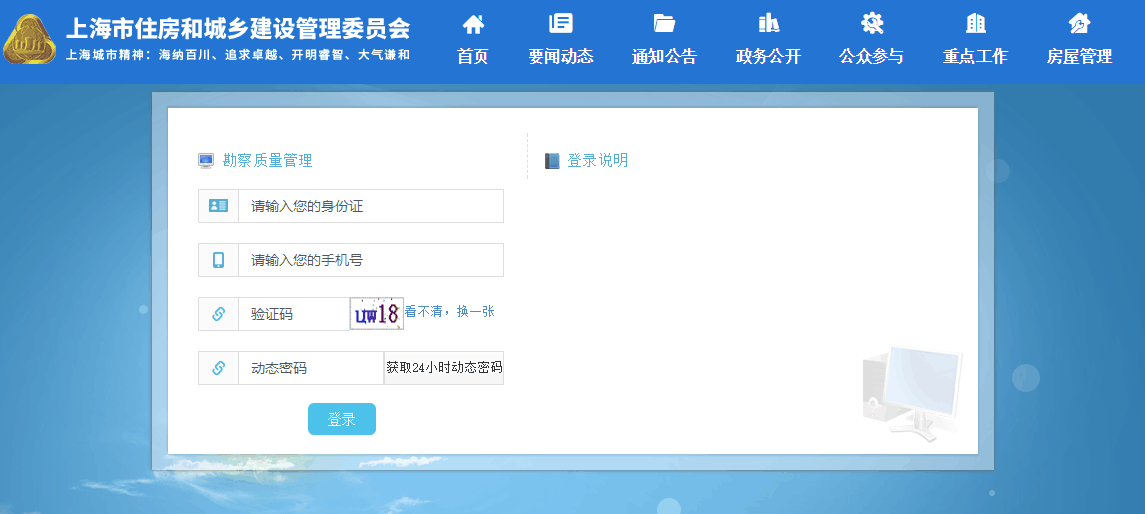 上海市住房和城乡建设管理委员会
上海城市精神：海纳百川、追求卓越、开明睿智、大气谦和
首页
要闻动态
通知公告
政务公开
公众参与
重点工作
房屋管理
勘察质量管理
登录说明
请输入您的身份证
请输入您的手机号
验证码
uw18
看不清，换一张
动态密码
获取24小时动态密码
登录